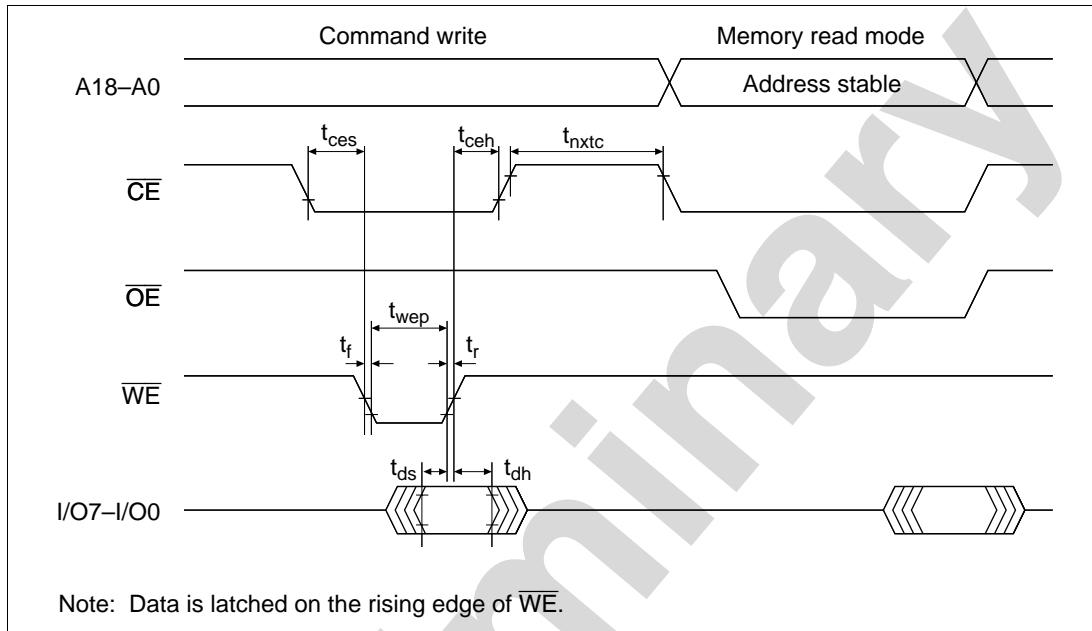 Command write Memory read mode
A18–A0 Address stable
tces tceh tnxtc
CE
OE
twep
tf tr
WE
tds tdh
I/O7–I/O0
Note: Data is latched on the rising edge of WE.
minary